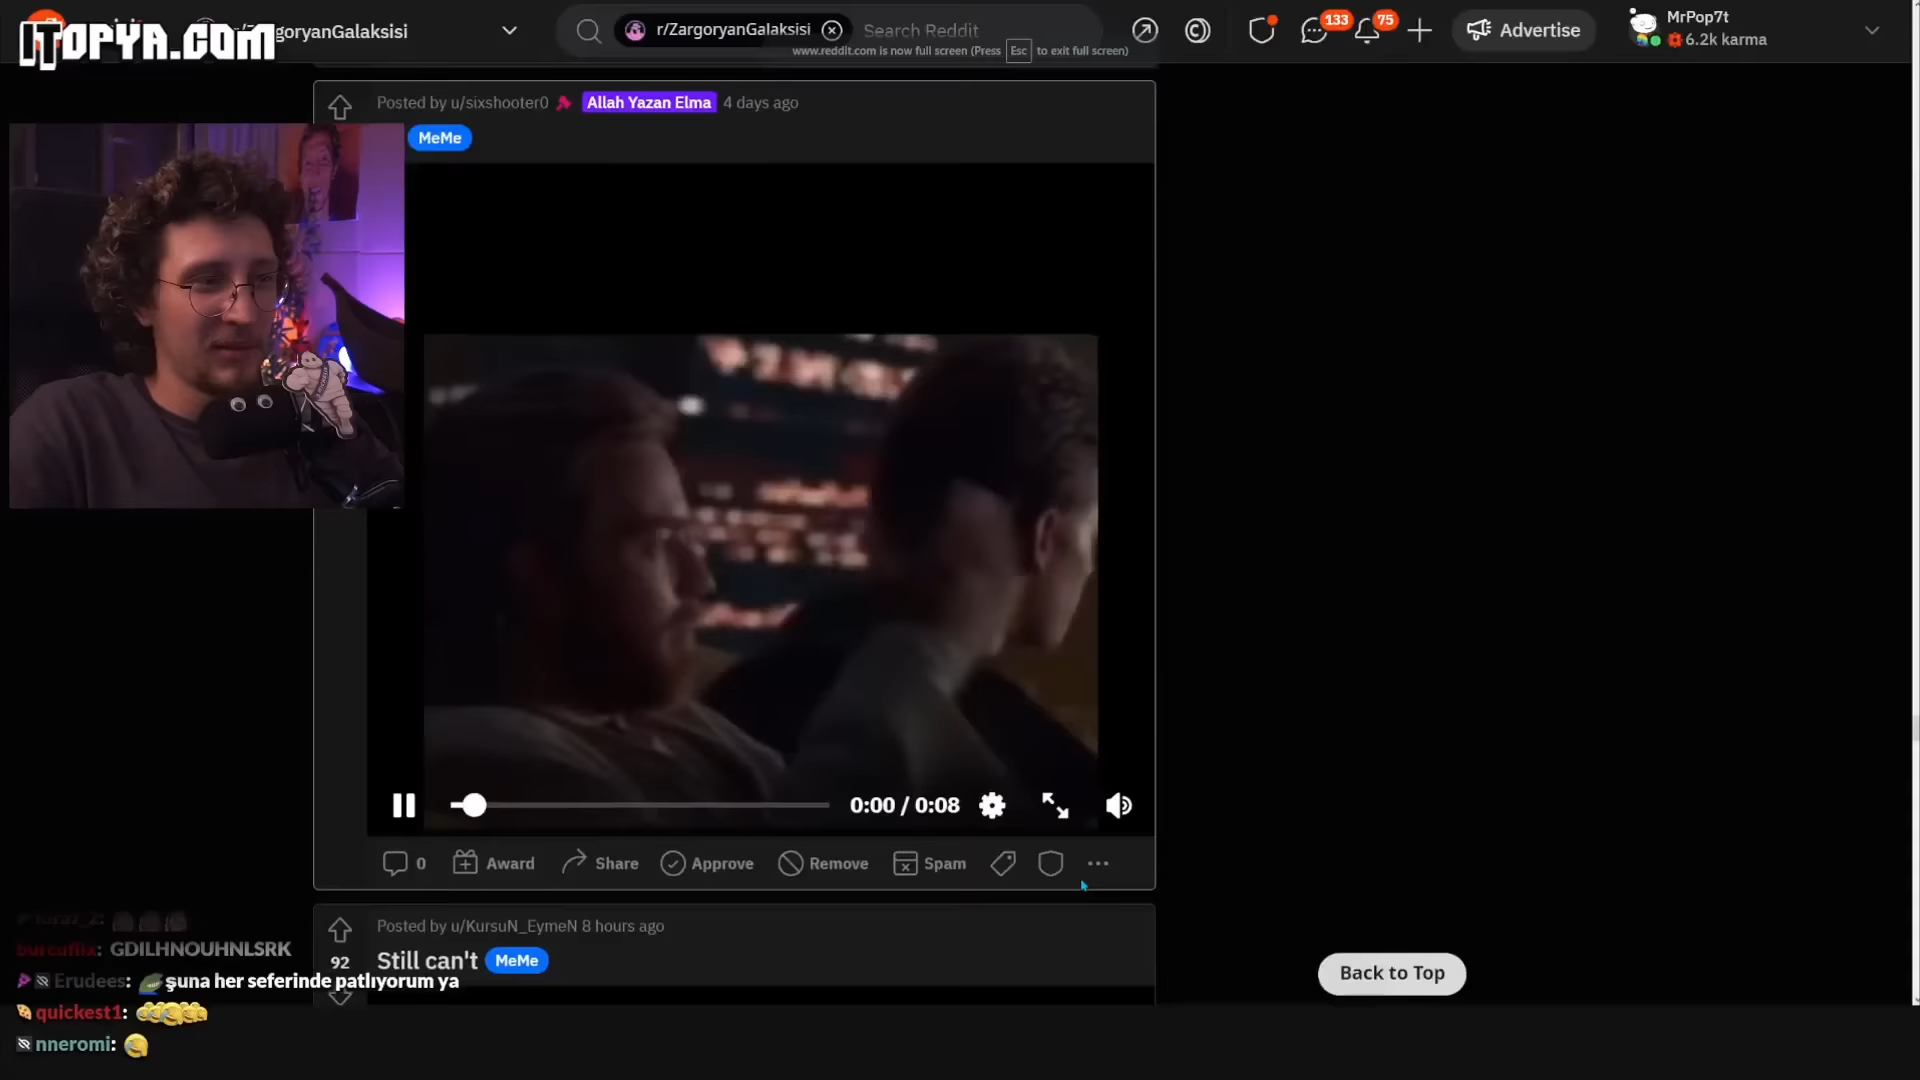 ITOPYA.COM
r/ZargoryanGalaksisi
Search Reddit
www.reddit.com is now full screen (Press Esc to exit full screen)
133
75
Advertise
MrPop7t
6.2k karma
Posted by u/sixshooter0 Allah Yazan Elma 4 days ago
MeMe
0:00 / 0:08
0 Award Share Approve Remove Spam
Posted by u/KursuN_EymeN 8 hours ago
92 Still can't MeMe
Back to Top
burcuflix: GDILHNOUHNLSRK
Erudees: şuna her seferinde patlıyorum ya
quickest1:
nneromi: